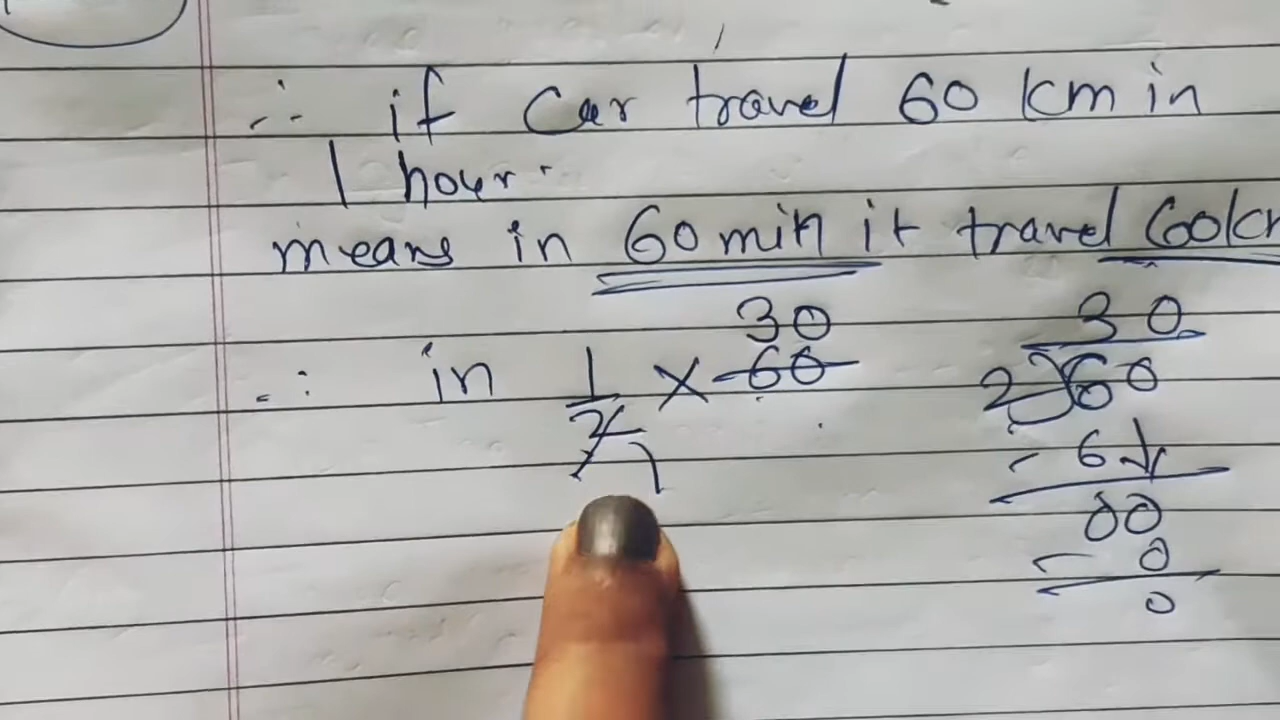 ∴ if Car travel 60 km in
1 hour.
means in 60 min it travel 60 km
30
∴ in 1/2 × 60
1
30
2)60
- 6↓
00
- 0
0